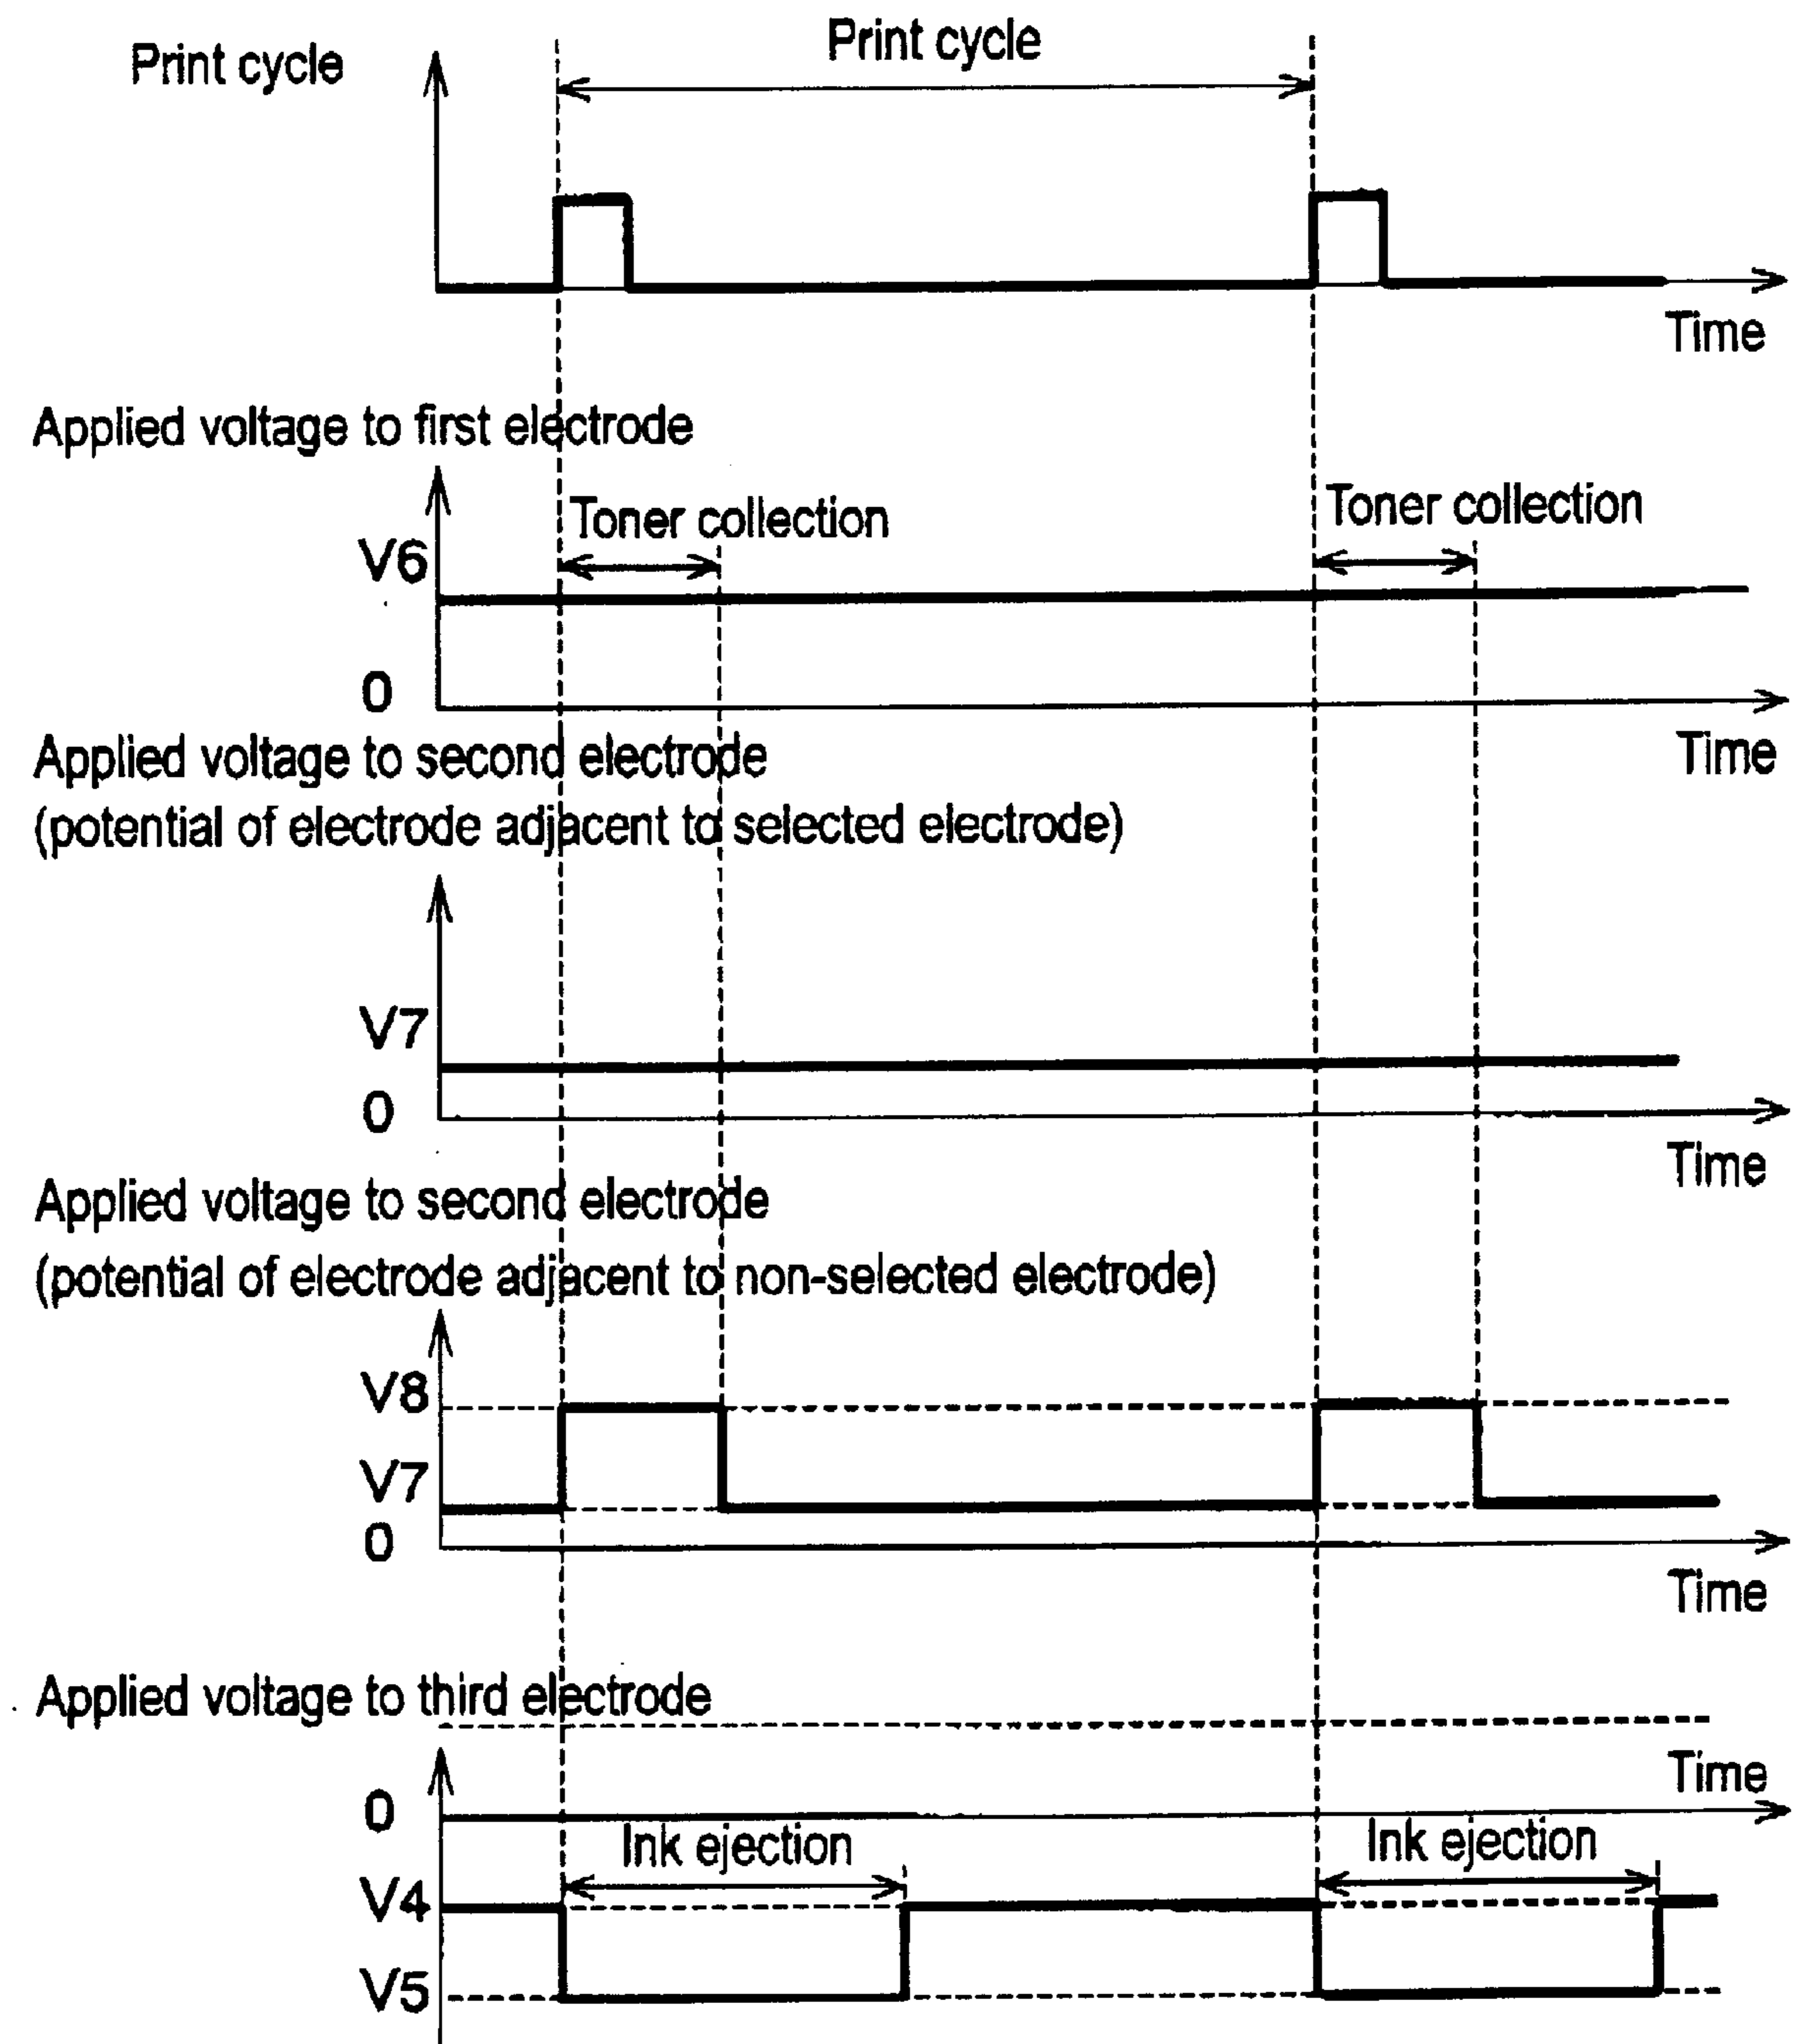 Print cycle
Print cycle
Time
Applied voltage to first electrode
Toner collection
Toner collection
V6
0
Time
Applied voltage to second electrode
(potential of electrode adjacent to selected electrode)
V7
0
Time
Applied voltage to second electrode
(potential of electrode adjacent to non-selected electrode)
V8
V7
0
Time
Applied voltage to third electrode
Time
0
Ink ejection
Ink ejection
V4
V5